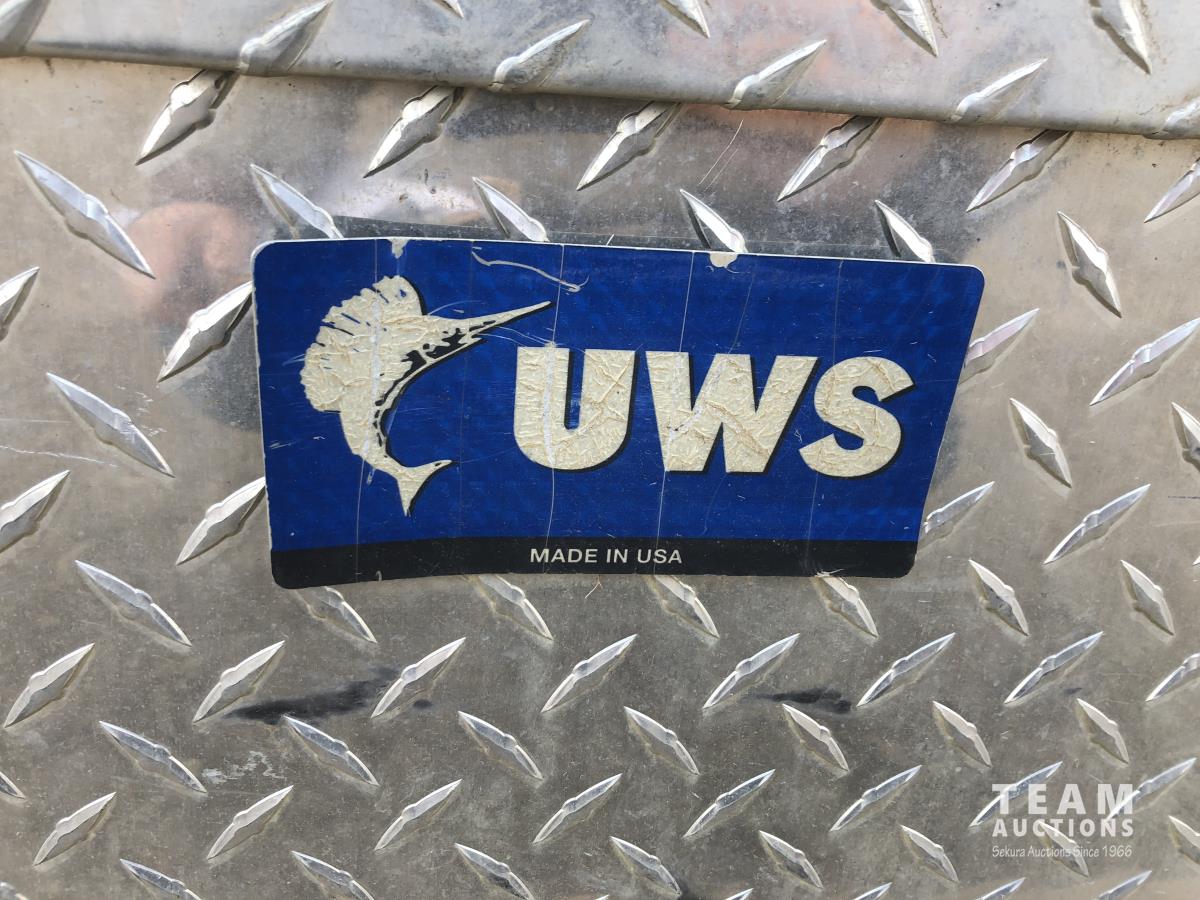 UWS
MADE IN USA
TEAM
AUCTIONS
Sekura Auctions Since 1966